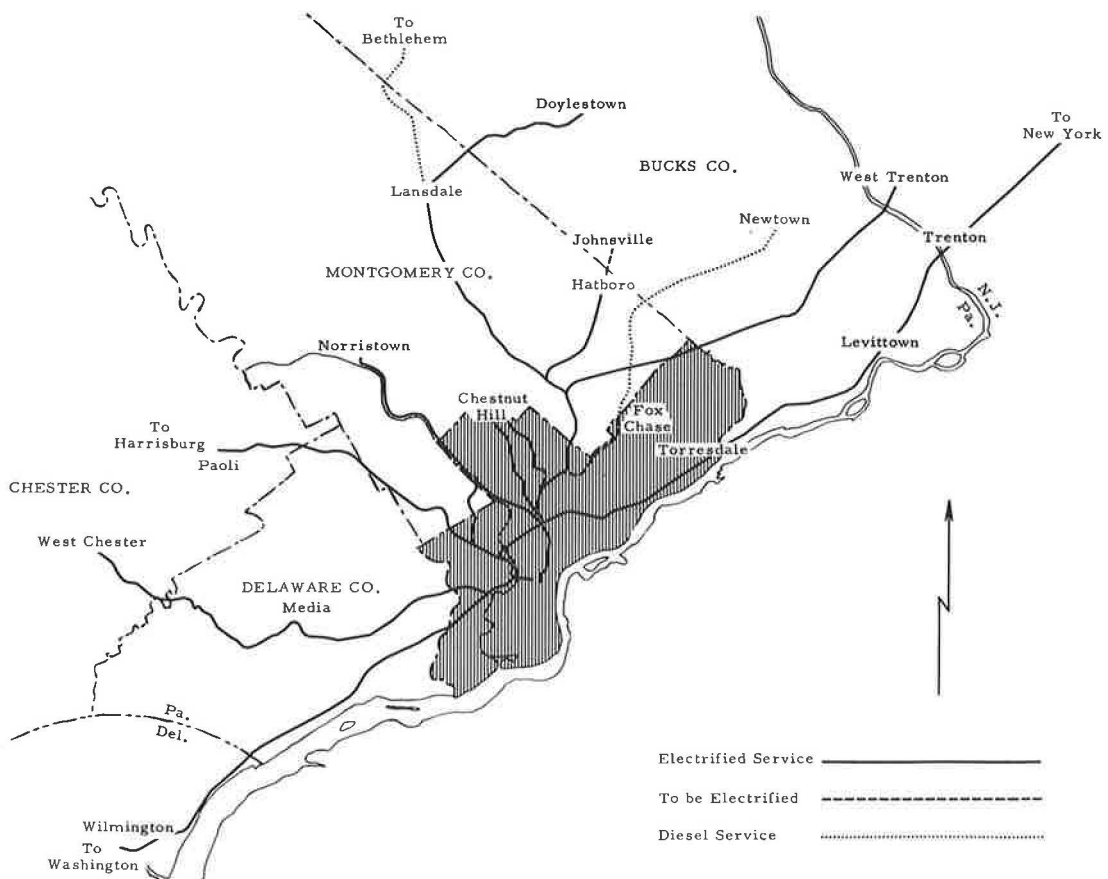 To
Bethlehem
Doylestown
To
New York
BUCKS CO.
West Trenton
Lansdale
Newtown
Johnsville
Trenton
MONTGOMERY CO.
Hatboro
N.J.
Pa.
Norristown
Levittown
Chestnut
Hill
Fox
Chase
To
Harrisburg
Paoli
Torresdale
CHESTER CO.
West Chester
DELAWARE CO.
Media
Pa.
Del.
Electrified Service
To be Electrified
Diesel Service
Wilmington
To
Washington